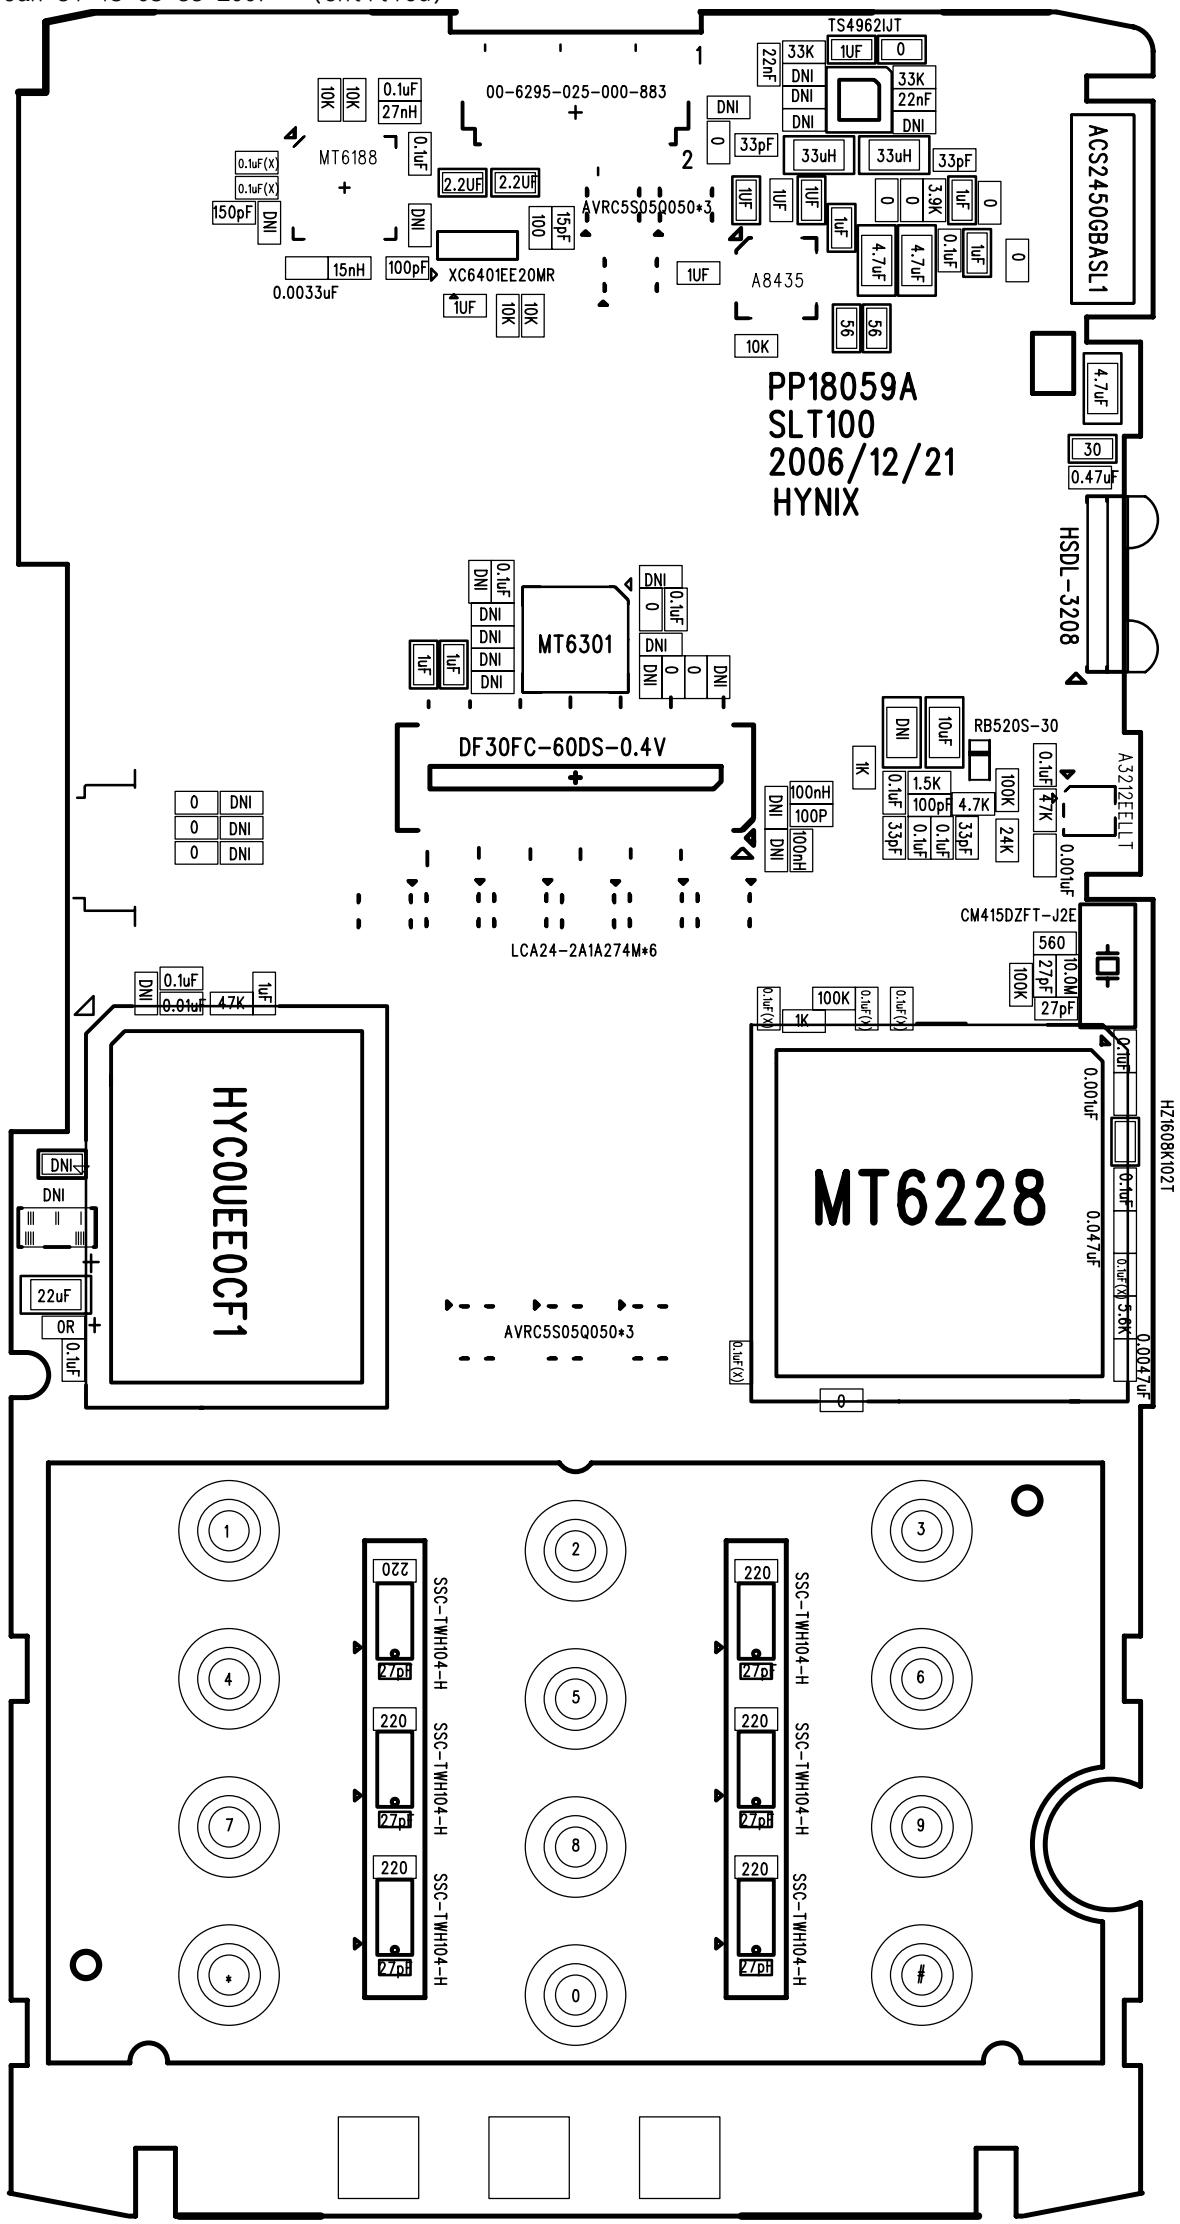 TS4962IJT
33K
1UF
0
22nF
DNI
33K
DNI
22nF
DNI
DNI
1
00-6295-025-000-883
2
10K
10K
0.1uF
27nH
0.1uF
MT6188
0.1uF(X)
0.1uF(X)
150pF
DNI
DNI
15nH
100pF
0.0033uF
2.2UF
2.2UF
XC6401EE20MR
100
15pF
1UF
10K
10K
AVRC5S05Q050*3
DNI
0
33pF
33uH
33uH
33pF
1UF
1UF
1UF
1uF
0
0
3.9K
1uF
0
4.7uF
4.7uF
0.1uF
1uF
0
1UF
A8435
56
56
10K
ACS2450GBASL1
PP18059A
SLT100
2006/12/21
HYNIX
4.7uF
30
0.47uF
HSDL-3208
DNI
0.1uF
DNI
DNI
DNI
DNI
MT6301
DNI
0
0.1uF
DNI
DNI
0
0
DNI
1uF
1uF
DF30FC-60DS-0.4V
DNI
10uF
RB520S-30
1K
0.1uF
1.5K
100pF
4.7K
100K
0.1uF
47K
A3212EELLT
33pF
0.1uF
0.1uF
33pF
24K
0.001uF
DNI
100nH
100P
DNI
100nH
0
DNI
0
DNI
0
DNI
LCA24-2A1A274M*6
CM415DZFT-J2E
560
100K
27pF
10.0M
27pF
DNI
0.1uF
0.01uF
47K
1uF
0.1uF(X)
100K
1K
0.1uF(X)
0.1uF(X)
HYC0UEE0CF1
MT6228
0.1uF
0.001uF
HZ1608K102T
0.1uF
0.047uF
0.1uF(X)
5.6K
0.0047uF
DNI
DNI
22uF
0R
0.1uF
AVRC5S05Q050*3
0.1uF(X)
0
1
2
3
220
SSC-TWH104-H
27pF
220
SSC-TWH104-H
27pF
4
5
6
220
SSC-TWH104-H
27pF
220
SSC-TWH104-H
27pF
7
8
9
220
SSC-TWH104-H
27pF
220
SSC-TWH104-H
27pF
*
0
#